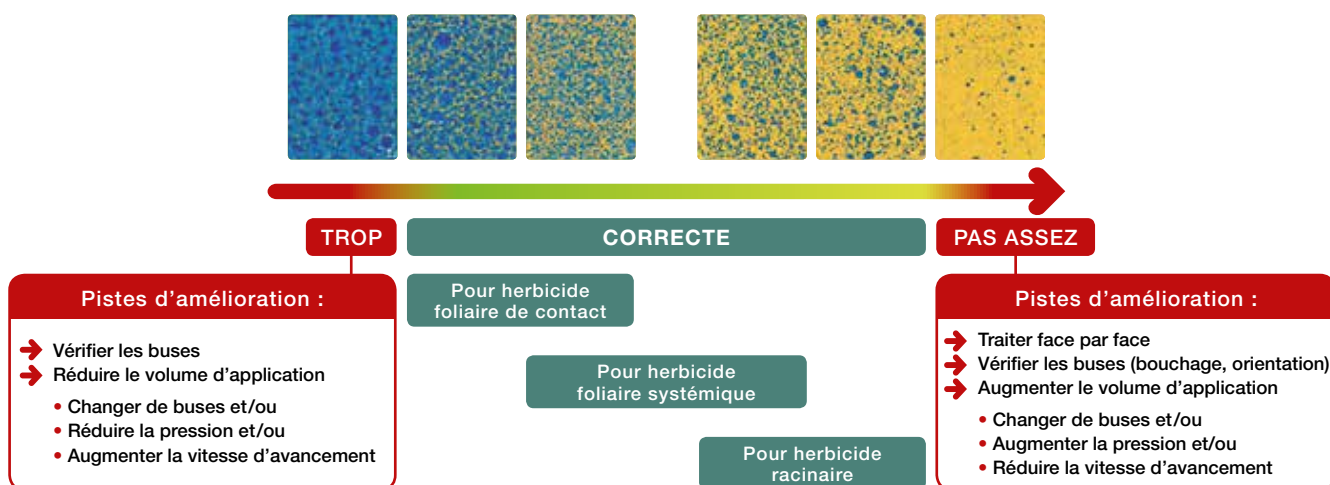 TROP
CORRECTE
PAS ASSEZ
Pistes d’amélioration :
Vérifier les buses
Réduire le volume d’application
• Changer de buses et/ou
• Réduire la pression et/ou
• Augmenter la vitesse d’avancement
Pour herbicide
foliaire de contact
Pour herbicide
foliaire systémique
Pour herbicide
racinaire
Pistes d’amélioration :
Traiter face par face
Vérifier les buses (bouchage, orientation)
Augmenter le volume d’application
• Changer de buses et/ou
• Augmenter la pression et/ou
• Réduire la vitesse d’avancement